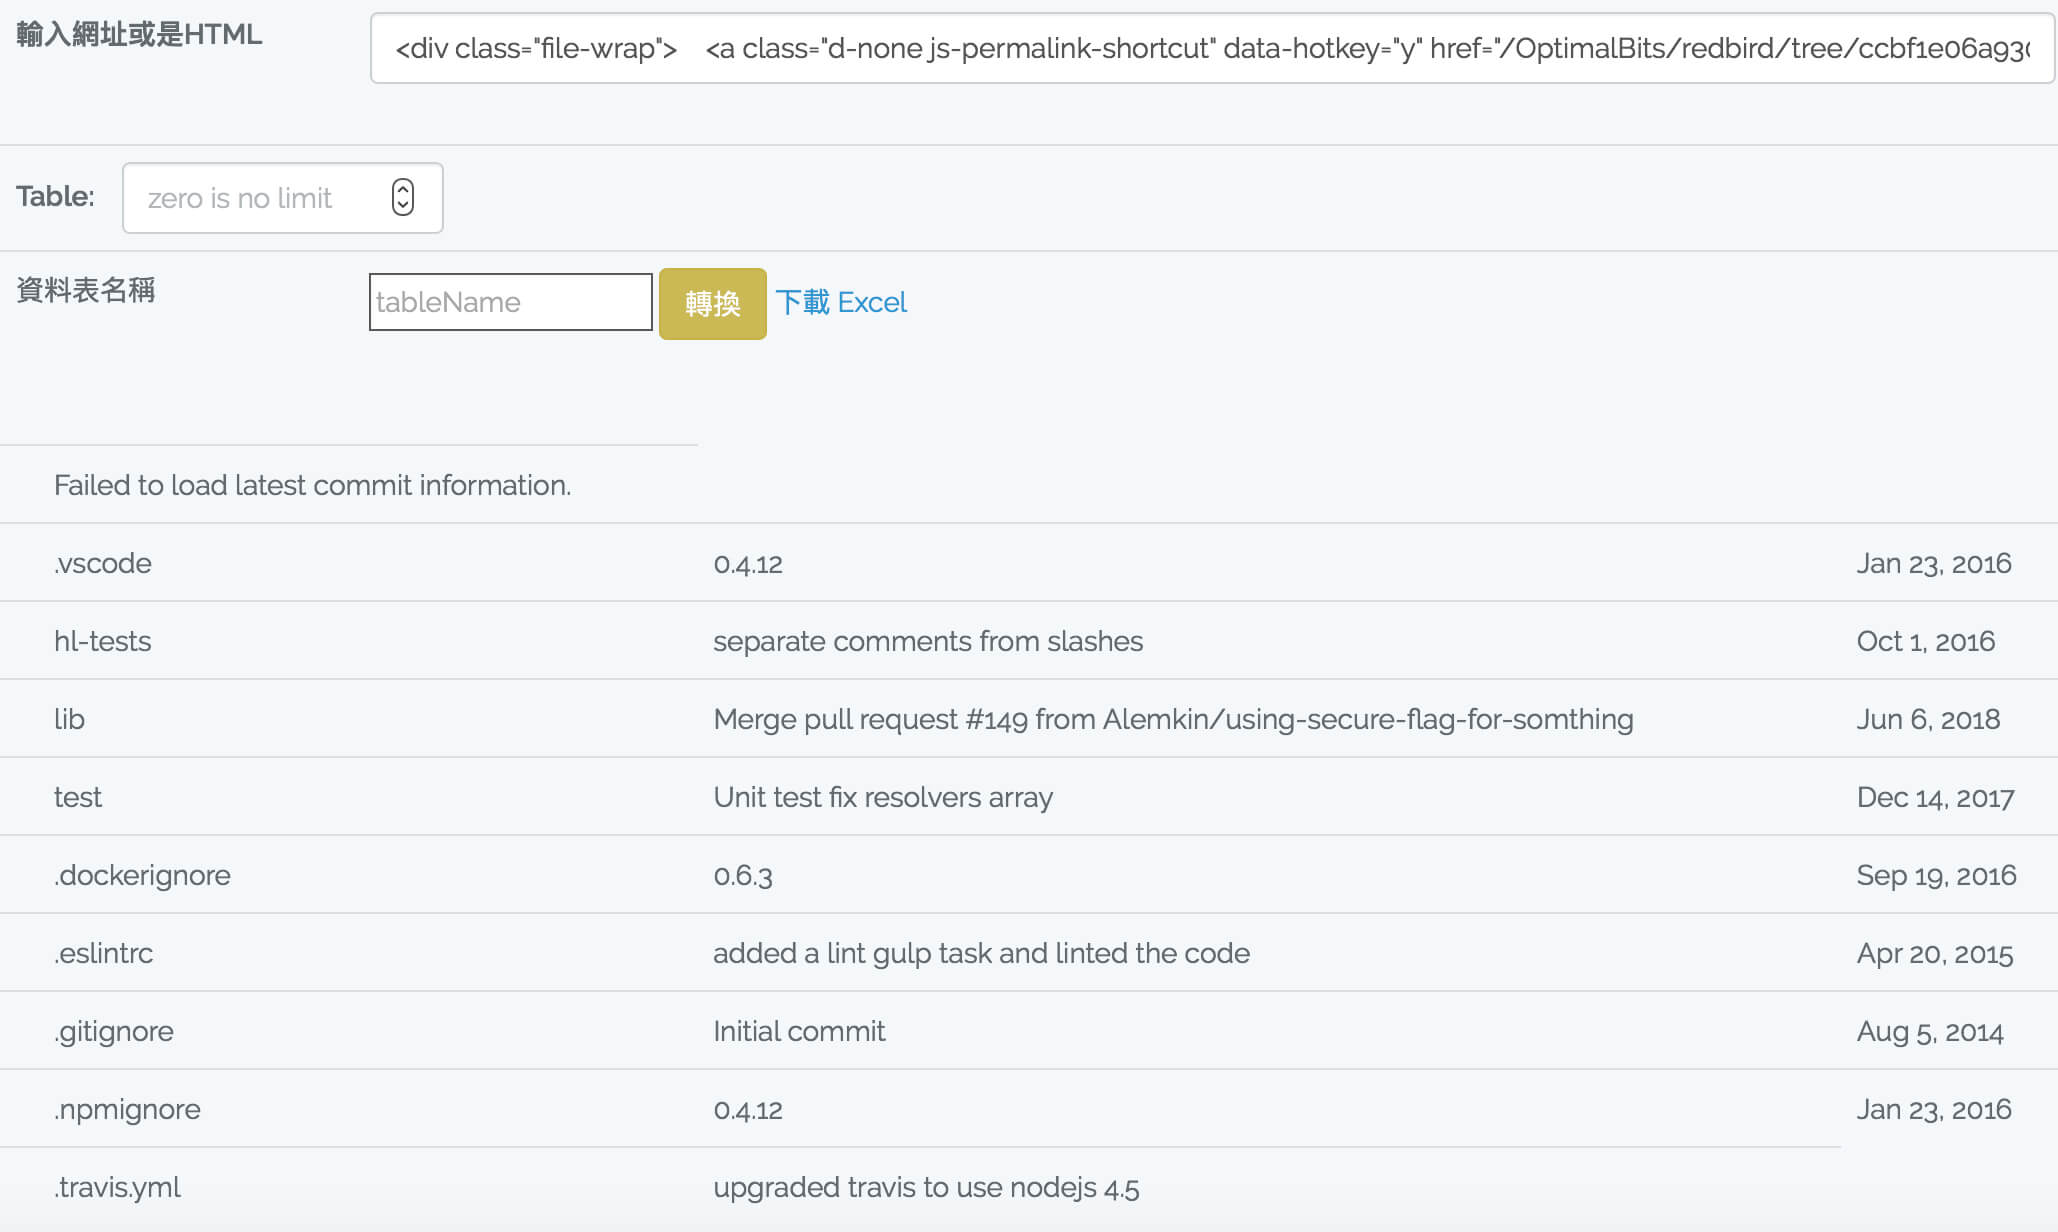 輸入網址或是HTML
<div class="file-wrap"> <a class="d-none js-permalink-shortcut" data-hotkey="y" href="/OptimalBits/redbird/tree/ccbf1e06a930
Table: zero is no limit
資料表名稱 tableName 轉換 下載 Excel
Failed to load latest commit information.
.vscode 0.4.12 Jan 23, 2016
hl-tests separate comments from slashes Oct 1, 2016
lib Merge pull request #149 from Alemkin/using-secure-flag-for-somthing Jun 6, 2018
test Unit test fix resolvers array Dec 14, 2017
.dockerignore 0.6.3 Sep 19, 2016
.eslintrc added a lint gulp task and linted the code Apr 20, 2015
.gitignore Initial commit Aug 5, 2014
.npmignore 0.4.12 Jan 23, 2016
.travis.yml upgraded travis to use nodejs 4.5